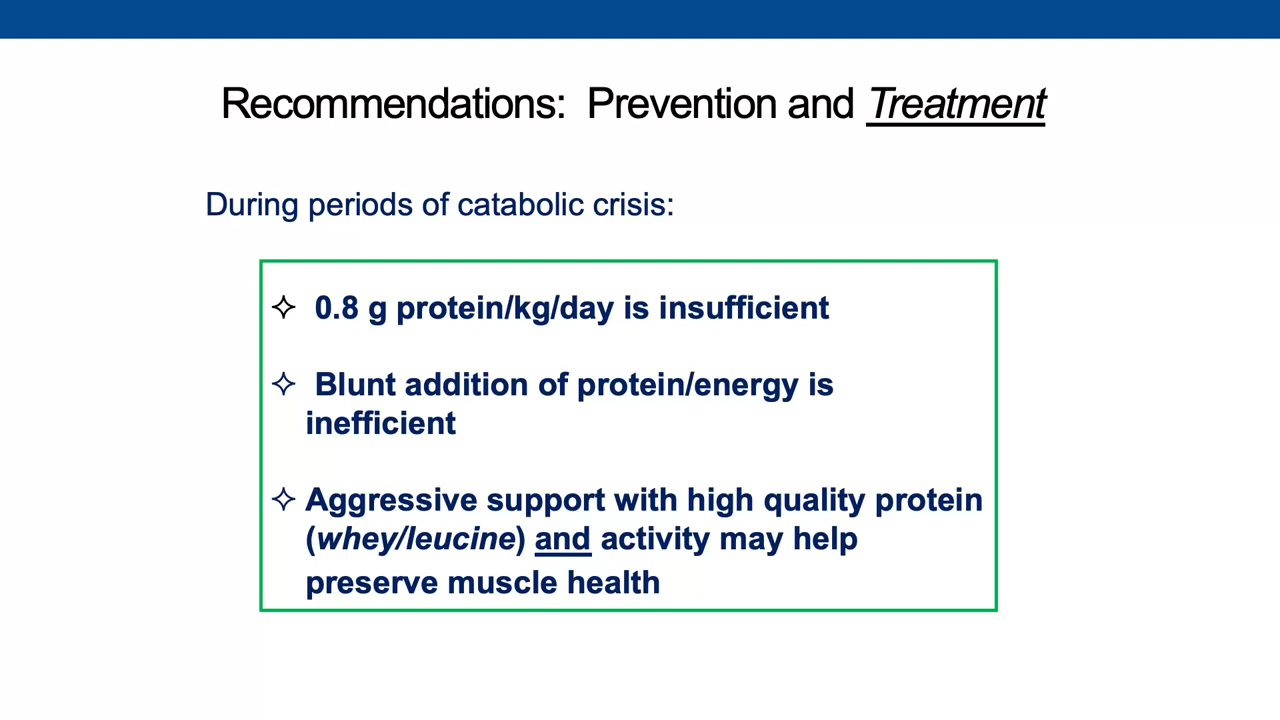 Recommendations:  Prevention and Treatment
During periods of catabolic crisis:
✧ 0.8 g protein/kg/day is insufficient
✧ Blunt addition of protein/energy is
inefficient
✧ Aggressive support with high quality protein
(whey/leucine) and activity may help
preserve muscle health